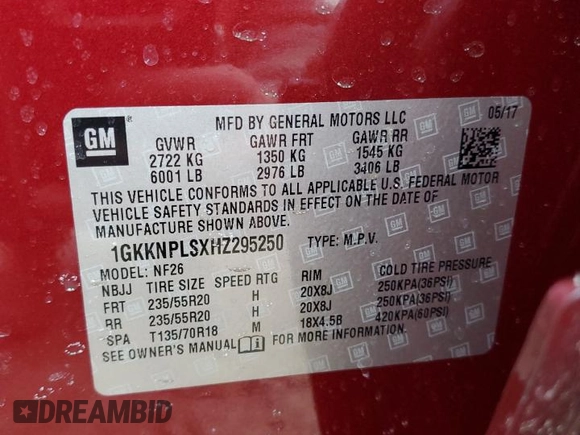 GM
®
MFD BY GENERAL MOTORS LLC 05/17
GVWR GAWR FRT GAWR RR
2722 KG 1350 KG 1545 KG
6001 LB 2976 LB 3406 LB
THIS VEHICLE CONFORMS TO ALL APPLICABLE U.S. FEDERAL MOTOR
VEHICLE SAFETY STANDARDS IN EFFECT ON THE DATE OF
MANUFACTURE SHOWN ABOVE.
1GKKNPLSXHZ295250 TYPE: M.P.V.
MODEL: NF26
NBJJ TIRE SIZE SPEED RTG RIM COLD TIRE PRESSURE
FRT 235/55R20 H 20X8J 250KPA(36PSI)
RR 235/55R20 H 20X8J 250KPA(36PSI)
SPA T135/70R18 M 18X4.5B 420KPA(60PSI)
SEE OWNER'S MANUAL FOR MORE INFORMATION
DREAMBID